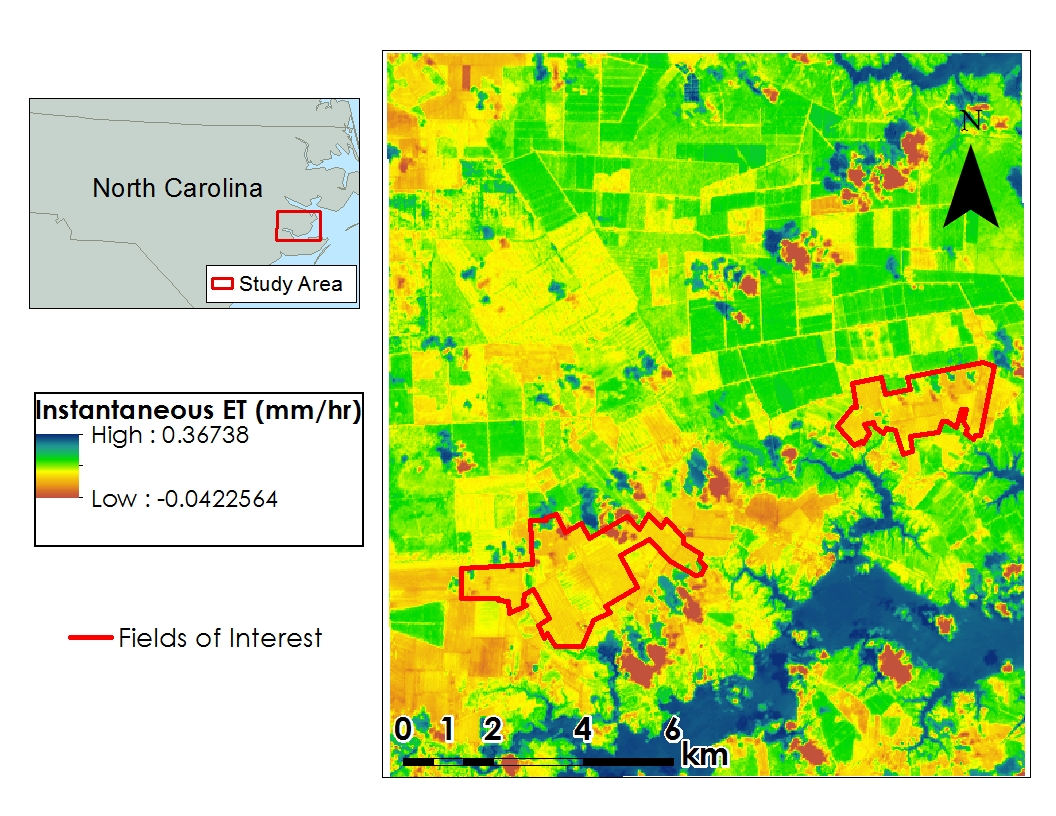 North Carolina
Study Area
Instantaneous ET (mm/hr)
High : 0.36738
Low : -0.0422564
Fields of Interest
N
0 1 2 4 6
km